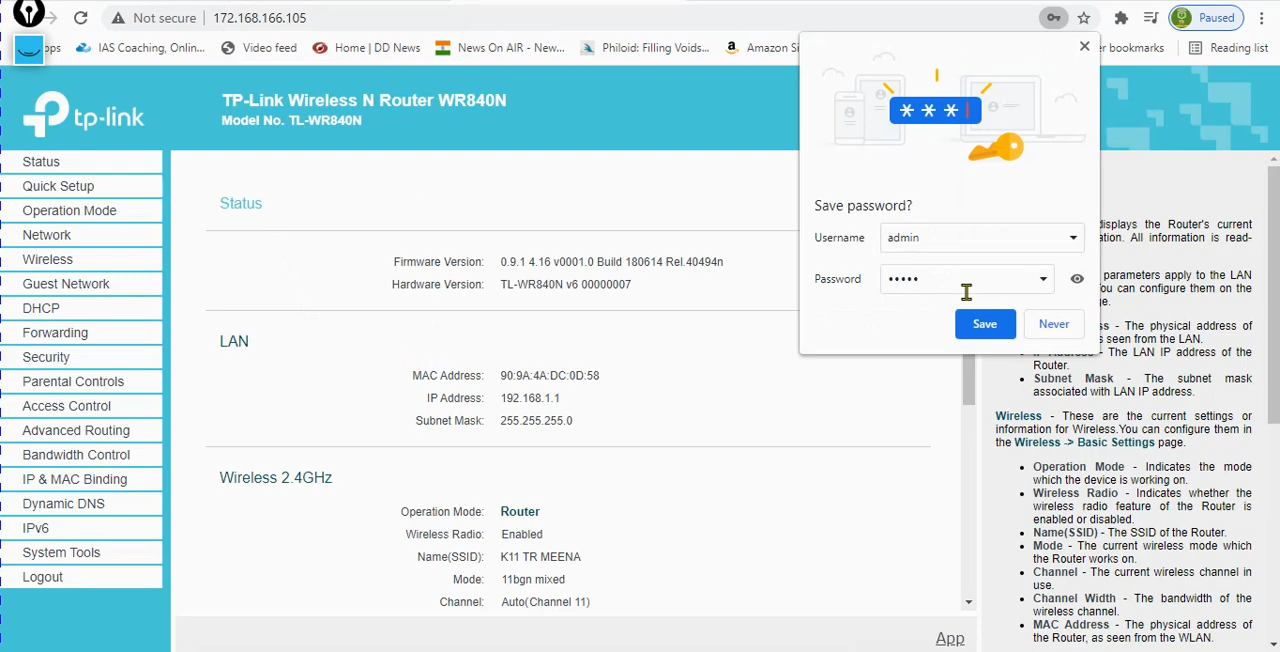 Not secure 172.168.166.105 Paused
IAS Coaching, Onlin... Video feed Home | DD News News On AIR - New... Philoid: Filling Voids... Amazon Reading list
bookmarks
tp-link
TP-Link Wireless N Router WR840N
Model No. TL-WR840N
Status
Quick Setup
Operation Mode
Network
Wireless
Guest Network
DHCP
Forwarding
Security
Parental Controls
Access Control
Advanced Routing
Bandwidth Control
IP & MAC Binding
Dynamic DNS
IPv6
System Tools
Logout
Status
Firmware Version: 0.9.1 4.16 v0001.0 Build 180614 Rel.40494n
Hardware Version: TL-WR840N v6 00000007
LAN
MAC Address: 90:9A:4A:DC:0D:58
IP Address: 192.168.1.1
Subnet Mask: 255.255.255.0
Wireless 2.4GHz
Operation Mode: Router
Wireless Radio: Enabled
Name(SSID): K11 TR MEENA
Mode: 11bgn mixed
Channel: Auto(Channel 11)
App
***
Save password?
Username admin
Password •••••
Save Never
displays the Router's current
All information is read-
parameters apply to the LAN
can configure them on the
- The physical address of
as seen from the LAN.
- The LAN IP address of the
Router.
Subnet Mask - The subnet mask
associated with LAN IP address.
Wireless - These are the current settings or
information for Wireless.You can configure them in
the Wireless -> Basic Settings page.
Operation Mode - Indicates the mode
which the device is working on.
Wireless Radio - Indicates whether the
wireless radio feature of the Router is
enabled or disabled.
Name(SSID) - The SSID of the Router.
Mode - The current wireless mode which
the Router works on.
Channel - The current wireless channel in
use.
Channel Width - The bandwidth of the
wireless channel.
MAC Address - The physical address of
the Router, as seen from the WLAN.